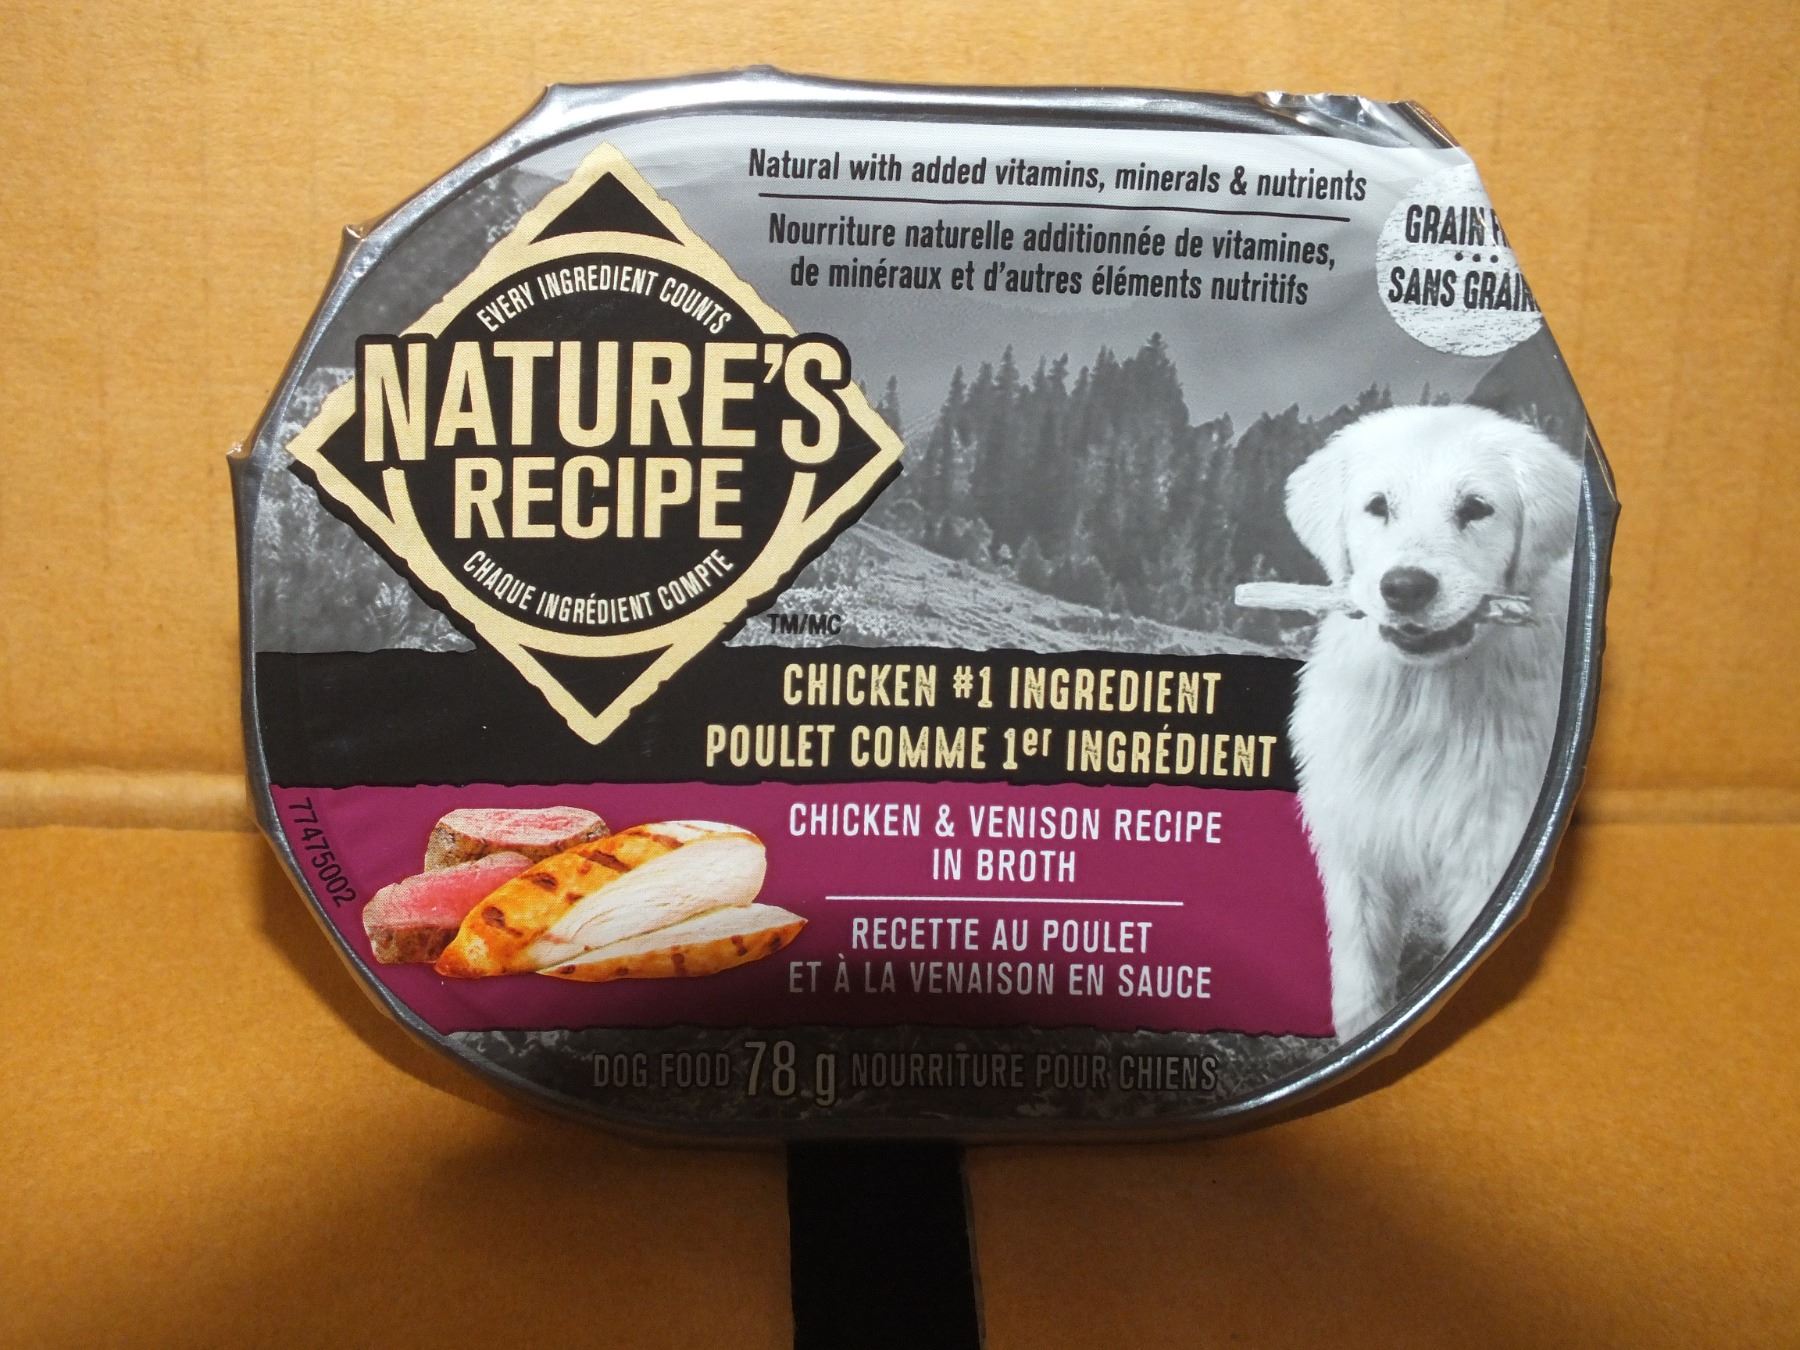 Natural with added vitamins, minerals & nutrients
Nourriture naturelle additionnée de vitamines,
de minéraux et d'autres éléments nutritifs
GRAIN
SANS GRAIN
EVERY INGREDIENT COUNTS
NATURE'S
RECIPE
CHAQUE INGRÉDIENT COMPTE
TM/MC
CHICKEN #1 INGREDIENT
POULET COMME 1er INGRÉDIENT
CHICKEN & VENISON RECIPE
IN BROTH
RECETTE AU POULET
ET À LA VENAISON EN SAUCE
77475002
DOG FOOD 78 g NOURRITURE POUR CHIENS